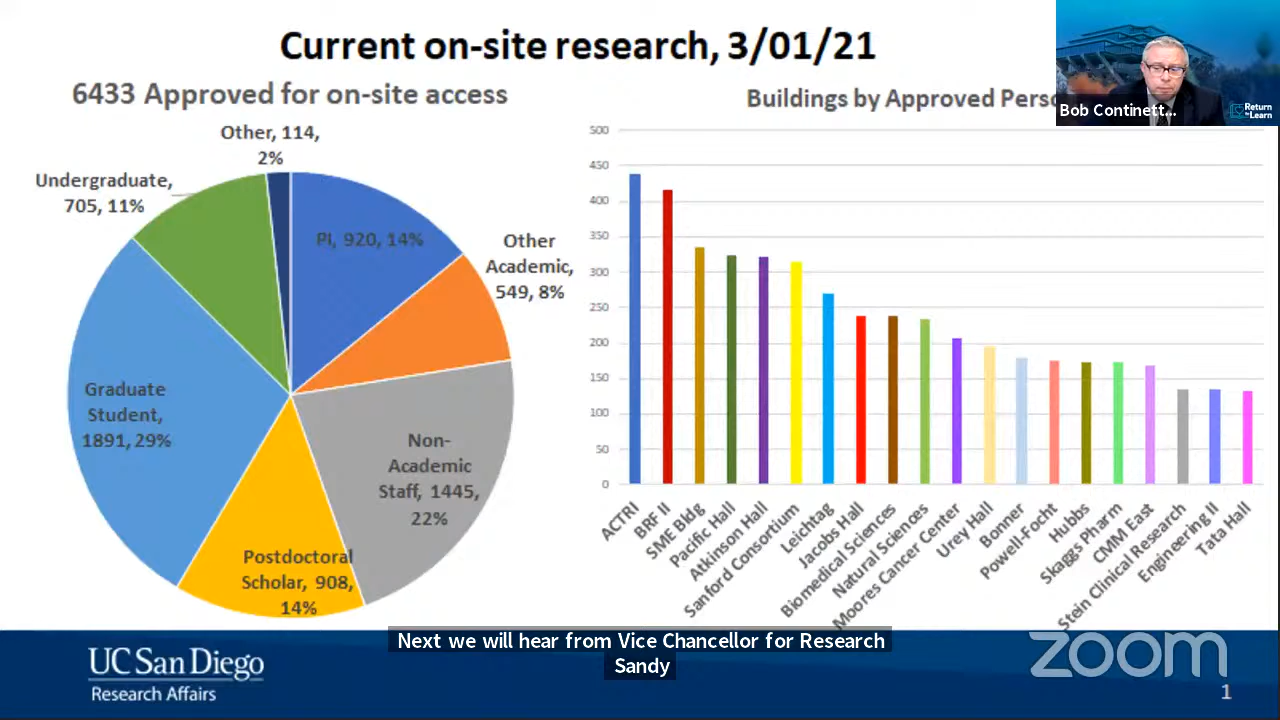 Current on-site research, 3/01/21
6433 Approved for on-site access
Other, 114,
2%
Undergraduate,
705, 11%
PI, 920, 14%
Other
Academic,
549, 8%
Graduate
Student,
1891, 29%
Non-
Academic
Staff, 1445,
22%
Postdoctoral
Scholar, 908,
14%
Buildings by Approved Perso
500
450
400
350
300
250
200
150
100
50
0
ACTRI
BRF II
SME Bldg
Pacific Hall
Atkinson Hall
Sanford Consortium
Leichtag
Jacobs Hall
Biomedical Sciences
Natural Sciences
Moores Cancer Center
Urey Hall
Bonner
Powell-Focht
Hubbs
Skaggs Pharm
CMM East
Stein Clinical Research
Engineering II
Tata Hall
Bob Continett...
Return
to Learn
Next we will hear from Vice Chancellor for Research
Sandy
UC San Diego
Research Affairs
zoom
1